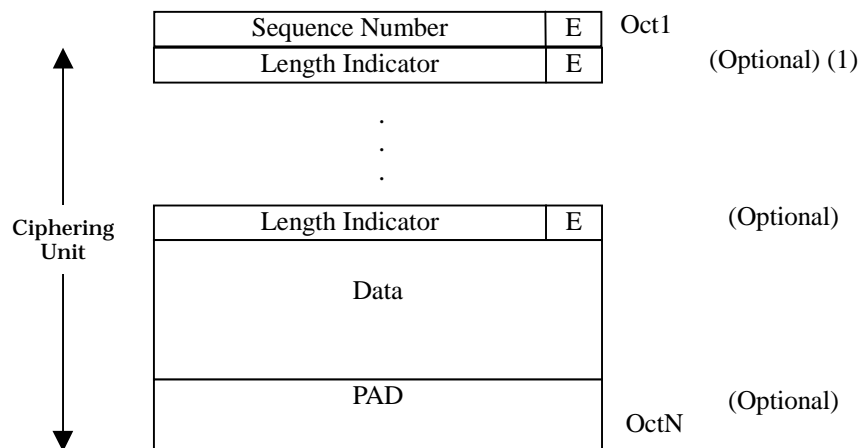 Sequence Number E Oct1
Length Indicator E (Optional) (1)
.
.
.
Length Indicator E (Optional)
Ciphering
Unit
Data
PAD (Optional)
OctN